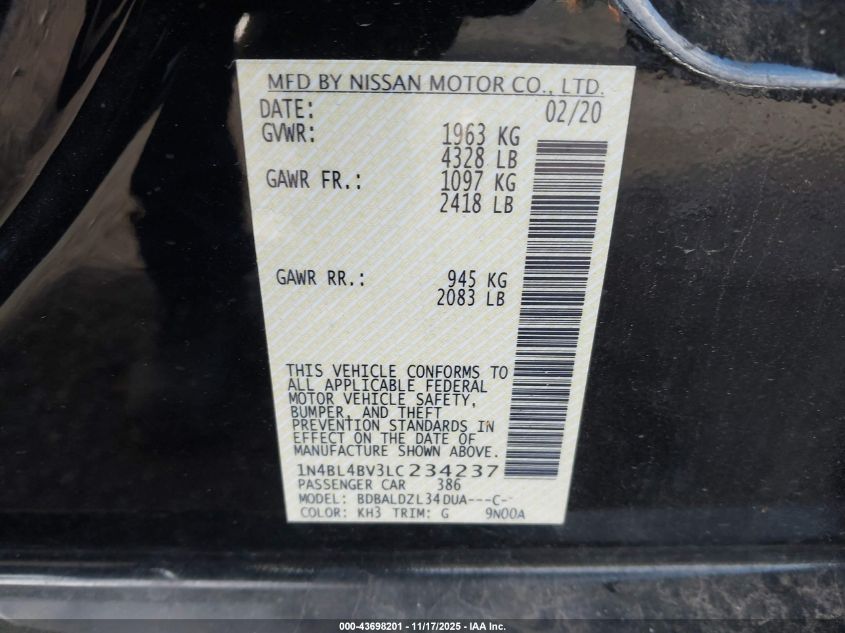 MFD BY NISSAN MOTOR CO., LTD.
DATE: 02/20
GVWR: 1963 KG
4328 LB
GAWR FR.: 1097 KG
2418 LB
GAWR RR.: 945 KG
2083 LB
THIS VEHICLE CONFORMS TO
ALL APPLICABLE FEDERAL
MOTOR VEHICLE SAFETY,
BUMPER, AND THEFT
PREVENTION STANDARDS IN
EFFECT ON THE DATE OF
MANUFACTURE SHOWN ABOVE.
1N4BL4BV3LC234237
PASSENGER CAR 386
MODEL: BDBALDZL34DUA---C-
COLOR: KH3 TRIM: G 9N00A
000-43698201 - 11/17/2025 - IAA Inc.